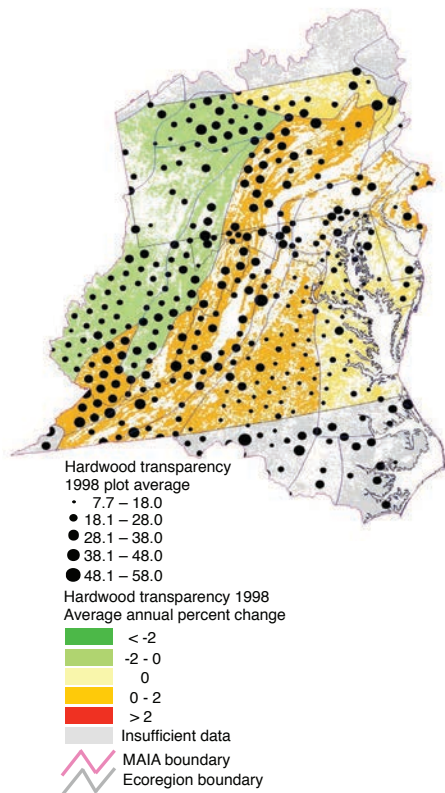 Hardwood transparency
1998 plot average
7.7 – 18.0
18.1 – 28.0
28.1 – 38.0
38.1 – 48.0
48.1 – 58.0
Hardwood transparency 1998
Average annual percent change
< -2
-2 - 0
0
0 - 2
> 2
Insufficient data
MAIA boundary
Ecoregion boundary